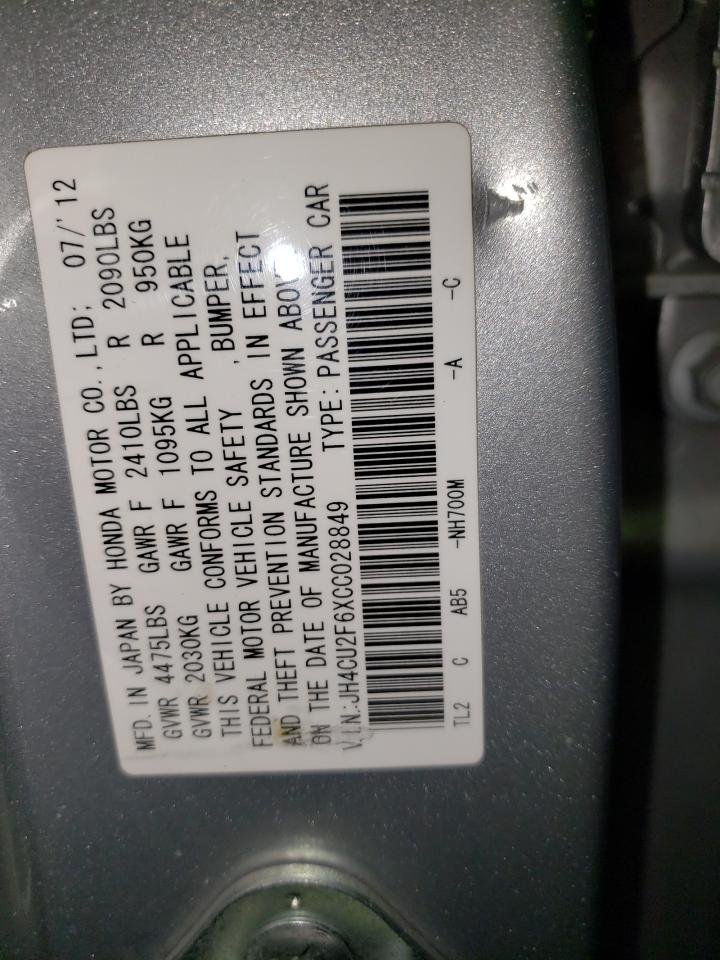 MFD. IN JAPAN BY HONDA MOTOR CO., LTD; 07/'12
GVWR 4475LBS GAWR F 2410LBS R 2090LBS
GVWR 2030KG GAWR F 1095KG R 950KG
THIS VEHICLE CONFORMS TO ALL APPLICABLE
FEDERAL MOTOR VEHICLE SAFETY , BUMPER,
AND THEFT PREVENTION STANDARDS IN EFFECT
ON THE DATE OF MANUFACTURE SHOWN ABOVE
V.I.N.:JH4CU2F6XCC028849 TYPE: PASSENGER CAR
TL2 C AB5 -NH700M -A -C